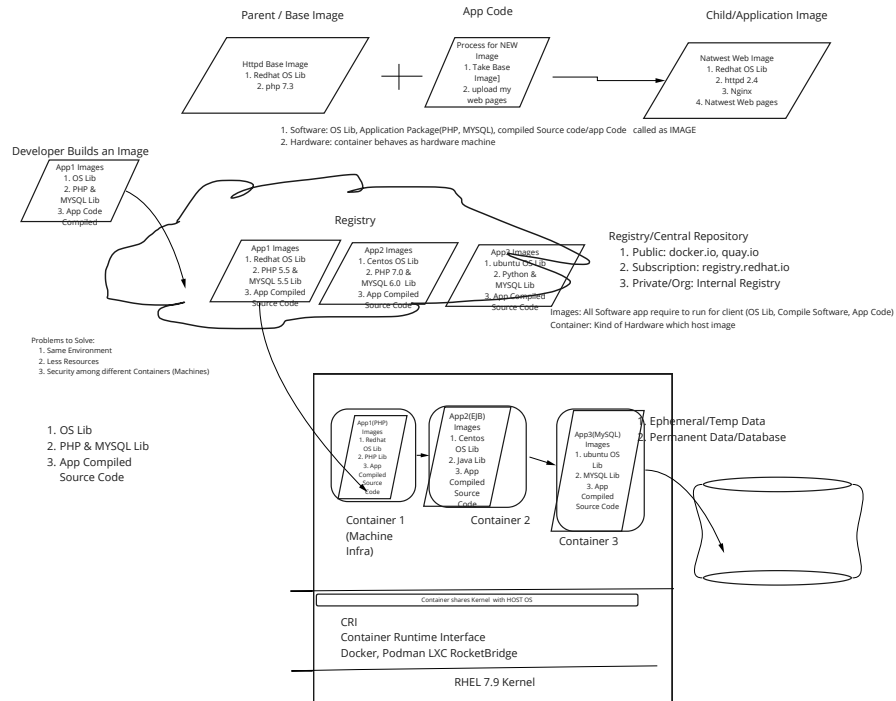 Parent / Base Image
App Code
Child/Application Image
Httpd Base Image
1. Redhat OS Lib
2. php 7.3
Process for NEW
Image
1. Take Base
Image]
2. upload my
web pages
Natwest Web Image
1. Redhat OS Lib
2. httpd 2.4
3. Nginx
4. Natwest Web pages
1. Software: OS Lib, Application Package(PHP, MYSQL), compiled Source code/app Code called as IMAGE
2. Hardware: container behaves as hardware machine
Developer Builds an Image
App1 Images
1. OS Lib
2. PHP &
MYSQL Lib
3. App Code
Compiled
Registry
App1 Images
1. Redhat OS Lib
2. PHP 5.5 &
MYSQL 5.5 Lib
3. App Compiled
Source Code
App2 Images
1. Centos OS Lib
2. PHP 7.0 &
MYSQL 6.0 Lib
3. App Compiled
Source Code
App3 Images
1. ubuntu OS Lib
2. Python &
MYSQL Lib
3. App Compiled
Source Code
Registry/Central Repository
1. Public: docker.io, quay.io
2. Subscription: registry.redhat.io
3. Private/Org: Internal Registry
Images: All Software app require to run for client (OS Lib, Compile Software, App Code)
Container: Kind of Hardware which host image
Problems to Solve:
1. Same Environment
2. Less Resources
3. Security among different Containers (Machines)
1. OS Lib
2. PHP & MYSQL Lib
3. App Compiled
Source Code
App1(PHP)
Images
1. Redhat
OS Lib
2. PHP Lib
3. App
Compiled
Source
Code
App2(EJB)
Images
1. Centos
OS Lib
2. Java Lib
3. App
Compiled
Source
Code
App3(MySQL)
Images
1. ubuntu OS
Lib
2. MYSQL Lib
3. App
Compiled
Source Code
1. Ephemeral/Temp Data
2. Permanent Data/Database
Container 1
(Machine
Infra)
Container 2
Container 3
Container shares Kernel with HOST OS
CRI
Container Runtime Interface
Docker, Podman LXC RocketBridge
RHEL 7.9 Kernel